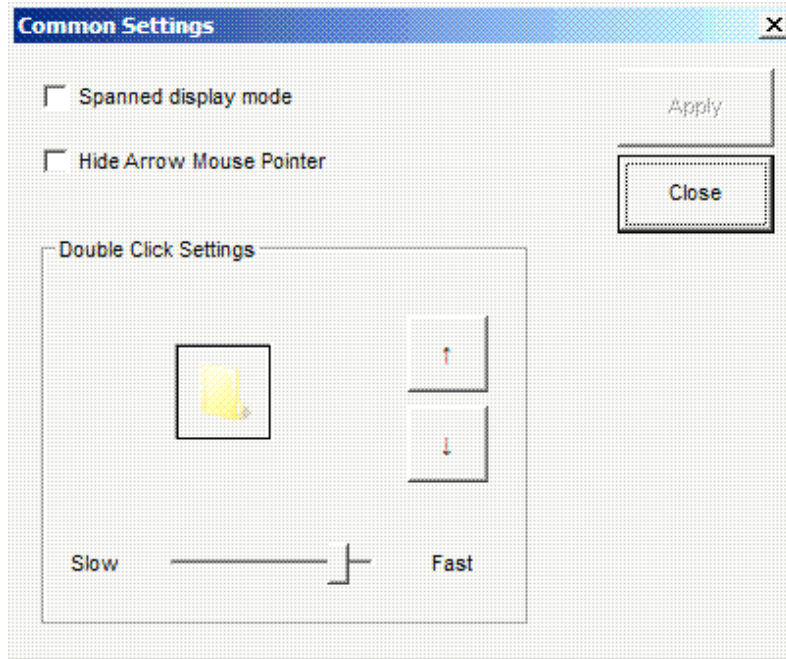 Common Settings
Spanned display mode
Apply
Hide Arrow Mouse Pointer
Close
Double Click Settings
↑
↓
Slow Fast